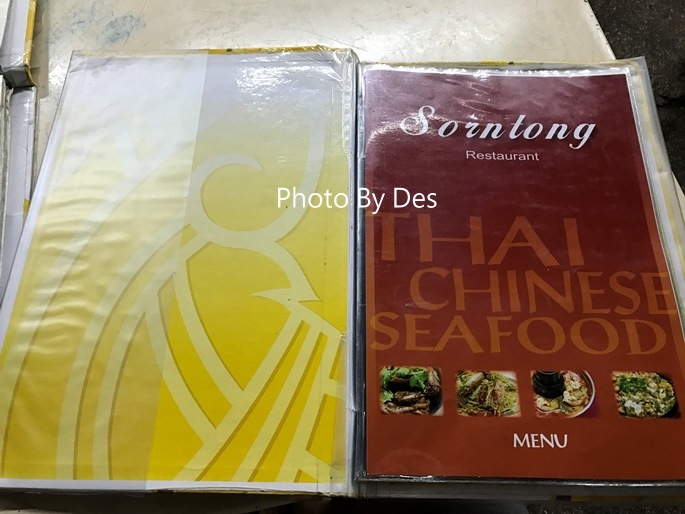 Photo By Des
Sorntong
Restaurant
THAI
CHINESE
SEAFOOD
MENU